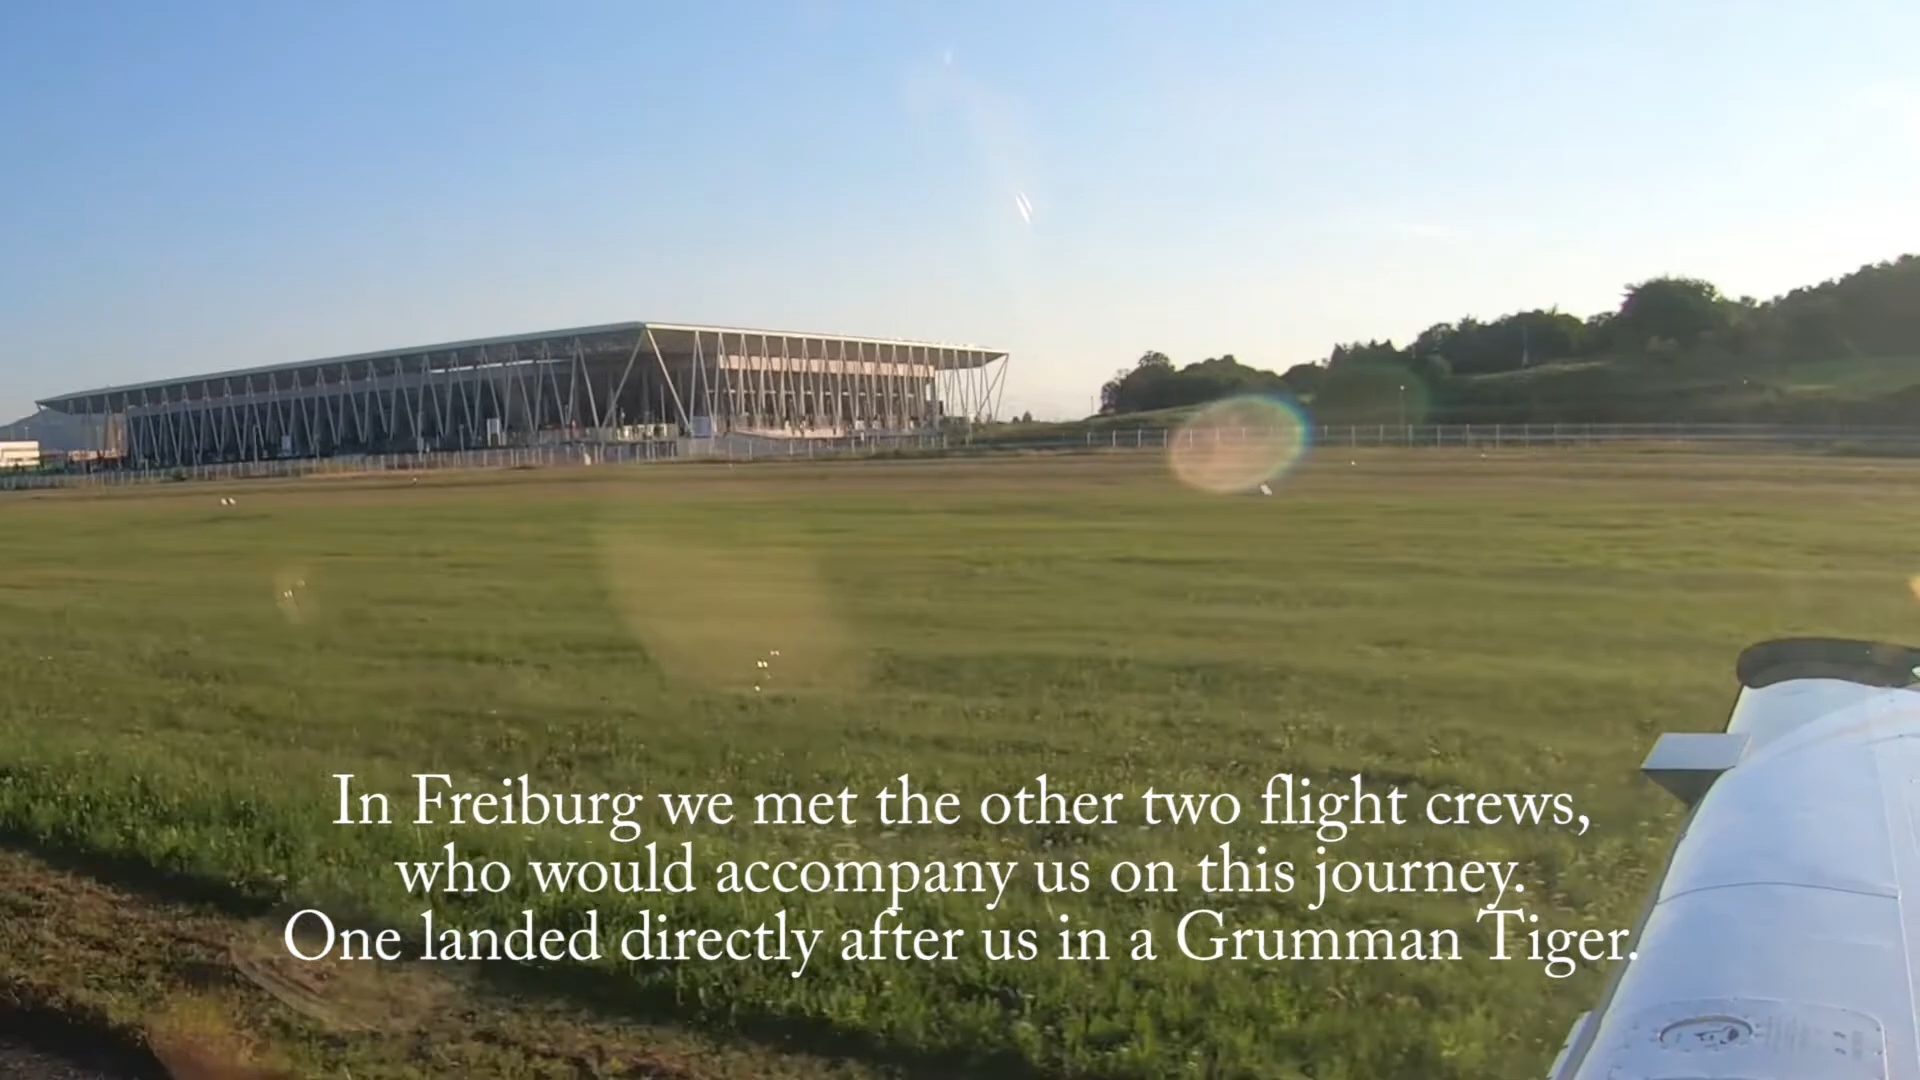 In Freiburg we met the other two flight crews,
who would accompany us on this journey.
One landed directly after us in a Grumman Tiger.